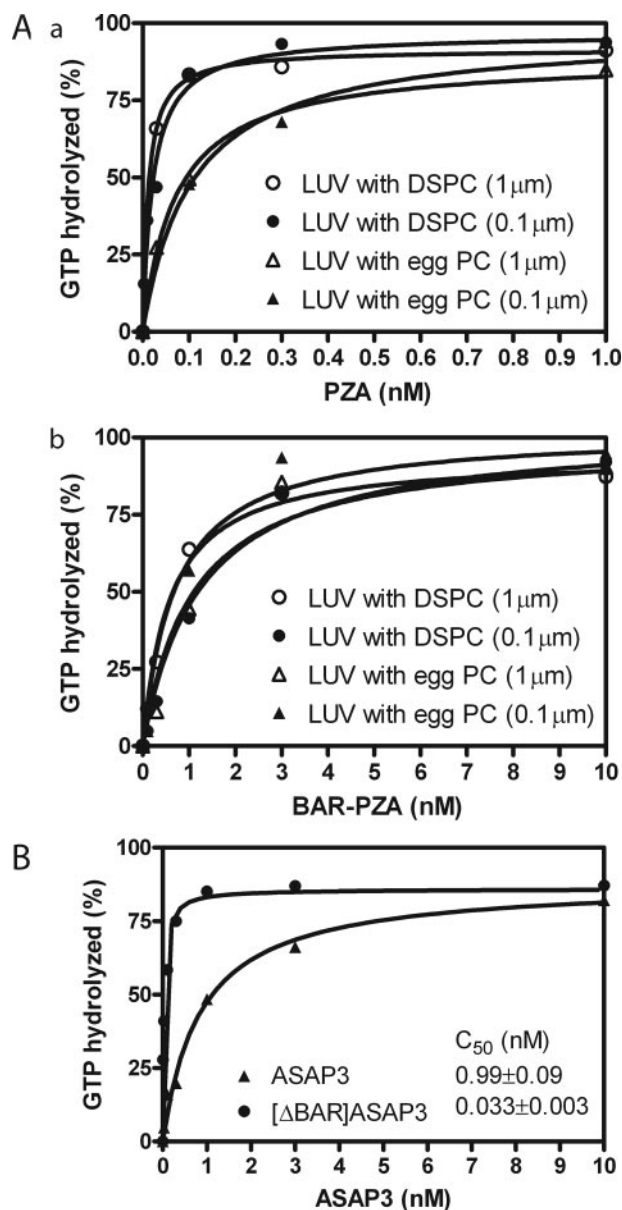 A
a
100
75
50
25
0
GTP hydrolyzed (%)
LUV with DSPC (1μm)
LUV with DSPC (0.1μm)
LUV with egg PC (1μm)
LUV with egg PC (0.1μm)
0.0 0.1 0.2 0.3 0.4 0.5 0.6 0.7 0.8 0.9 1.0
PZA (nM)
b
100
75
50
25
0
GTP hydrolyzed (%)
LUV with DSPC (1μm)
LUV with DSPC (0.1μm)
LUV with egg PC (1μm)
LUV with egg PC (0.1μm)
0 1 2 3 4 5 6 7 8 9 10
BAR-PZA (nM)
B
100
75
50
25
0
GTP hydrolyzed (%)
C50 (nM)
ASAP3 0.99±0.09
[ΔBAR]ASAP3 0.033±0.003
0 1 2 3 4 5 6 7 8 9 10
ASAP3 (nM)